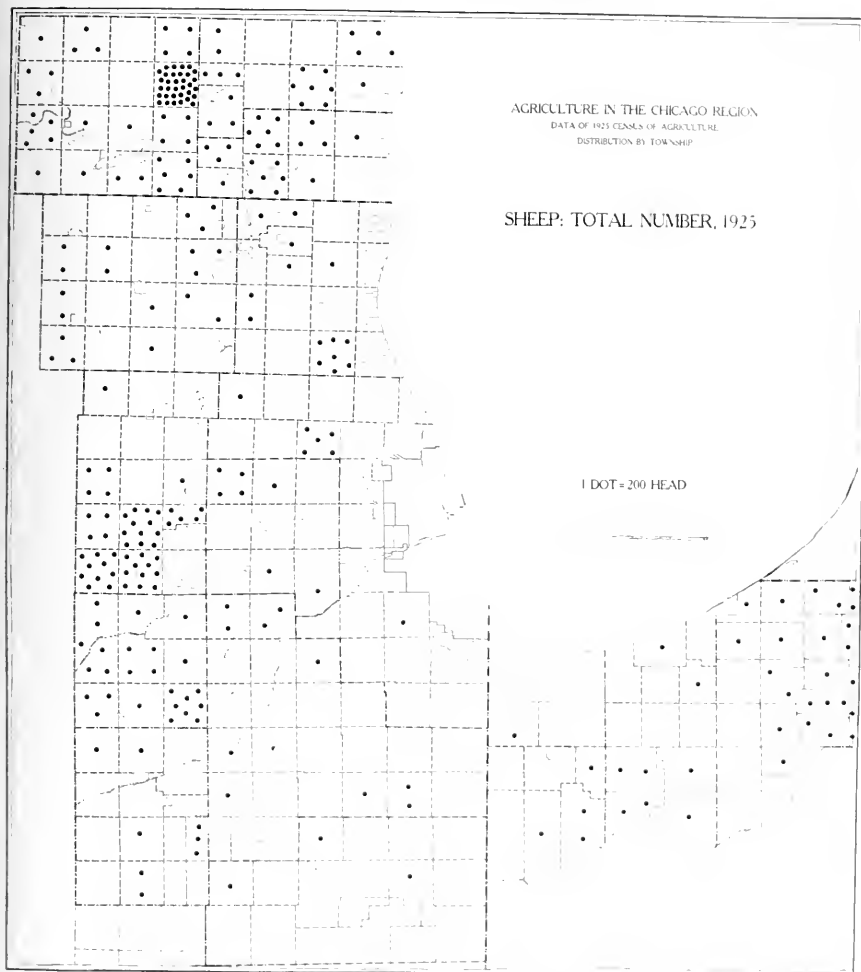 AGRICULTURE IN THE CHICAGO REGION
DATA OF 1925 CENSUS OF AGRICULTURE
DISTRIBUTION BY TOWNSHIP
SHEEP: TOTAL NUMBER, 1925
1 DOT = 200 HEAD